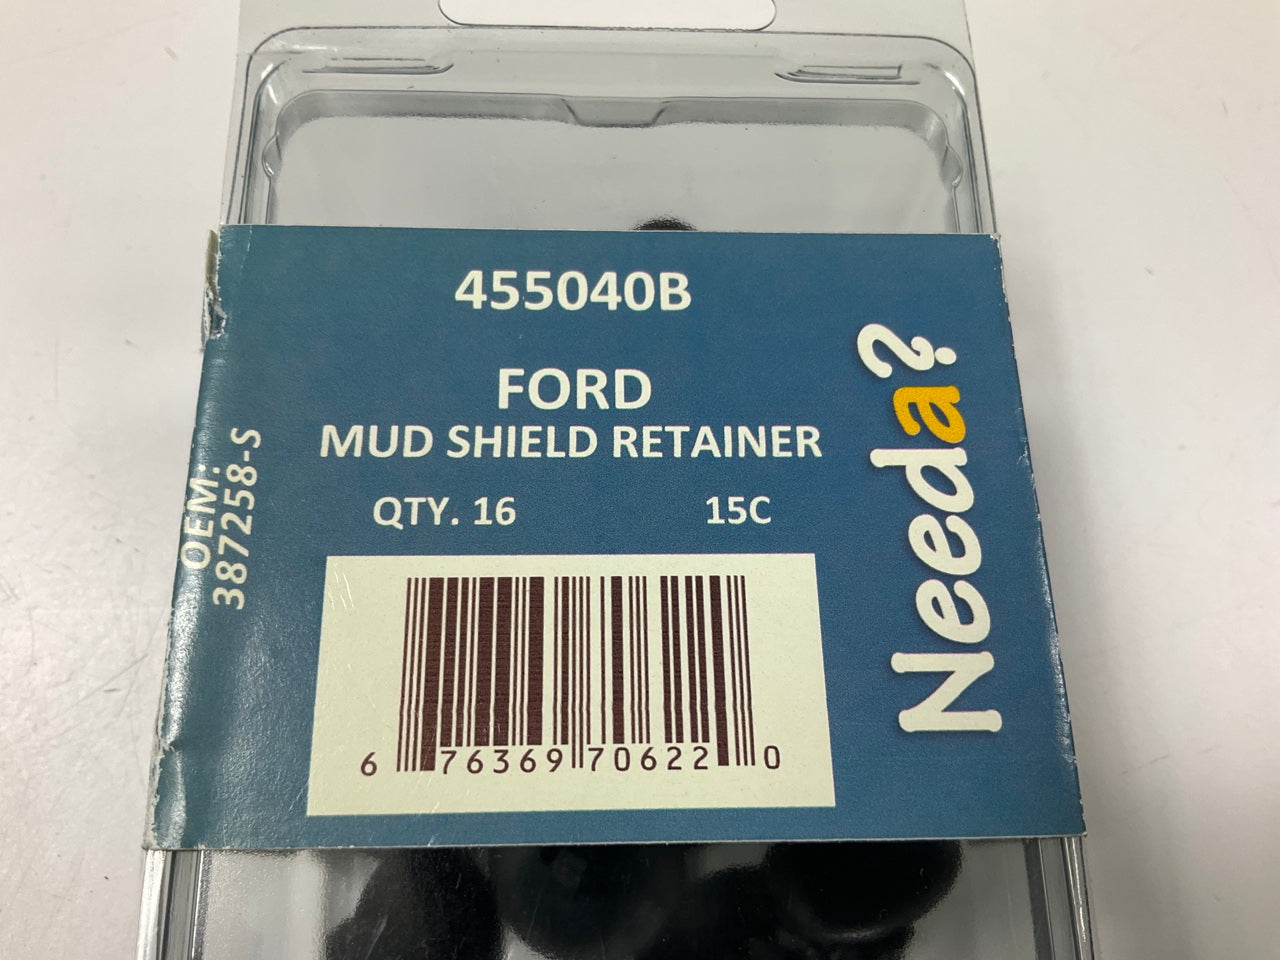 455040B
FORD
MUD SHIELD RETAINER
QTY. 16 15C
6 76369 70622 0
OEM:
387258-S
Needa?